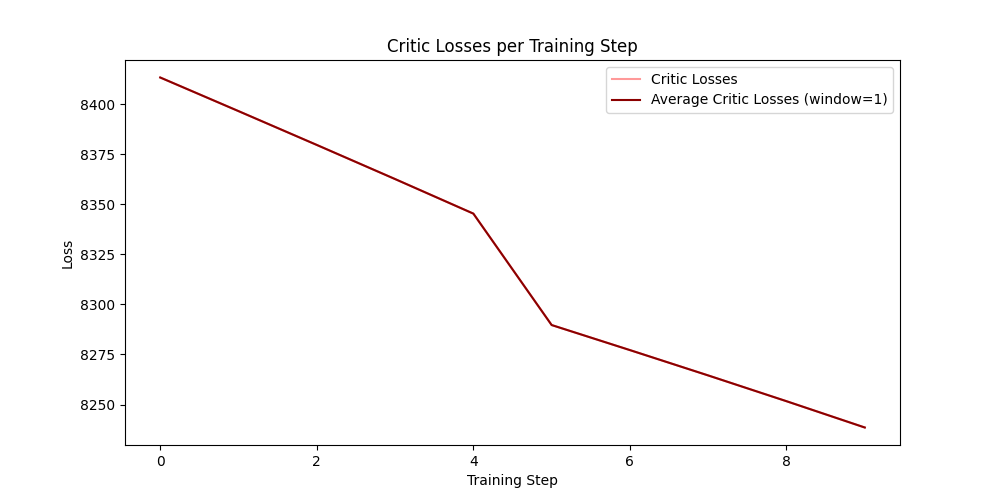 Critic Losses per Training Step
Critic Losses
Average Critic Losses (window=1)
8400
8375
8350
8325
8300
8275
8250
Loss
0 2 4 6 8
Training Step